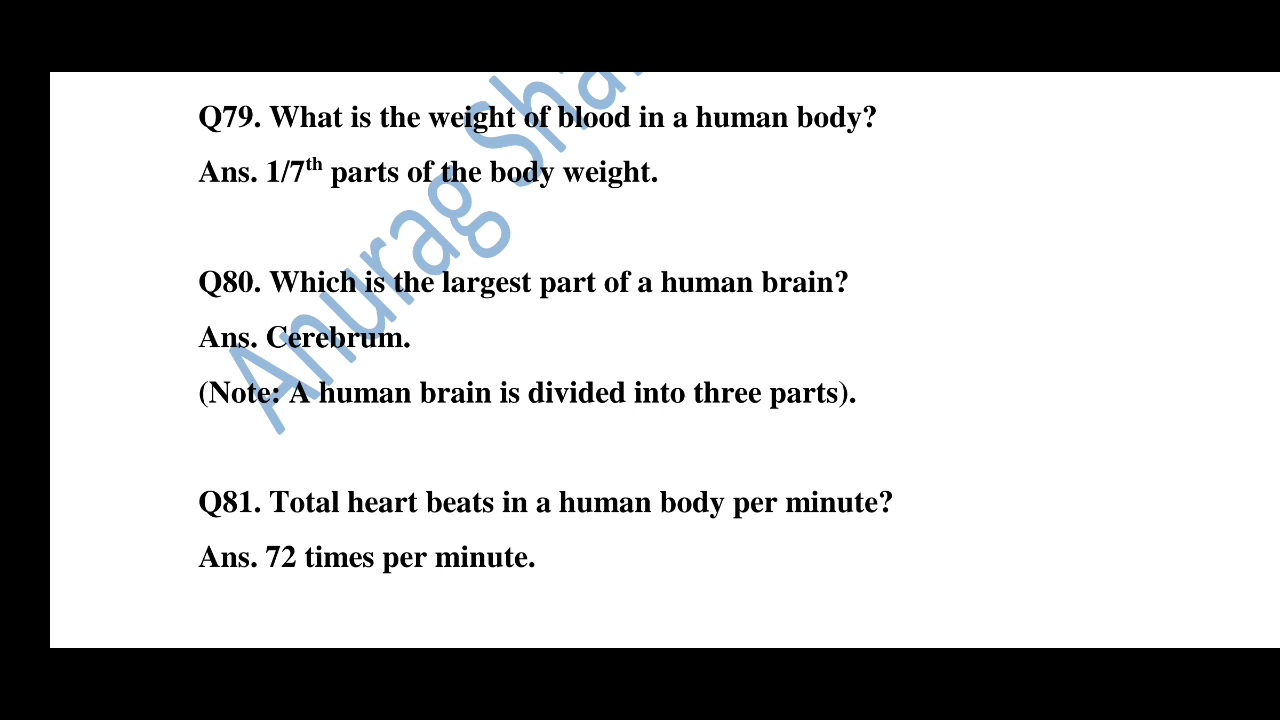 Q79. What is the weight of blood in a human body?
Ans. 1/7th parts of the body weight.
Q80. Which is the largest part of a human brain?
Ans. Cerebrum.
(Note: A human brain is divided into three parts).
Q81. Total heart beats in a human body per minute?
Ans. 72 times per minute.
Anurag